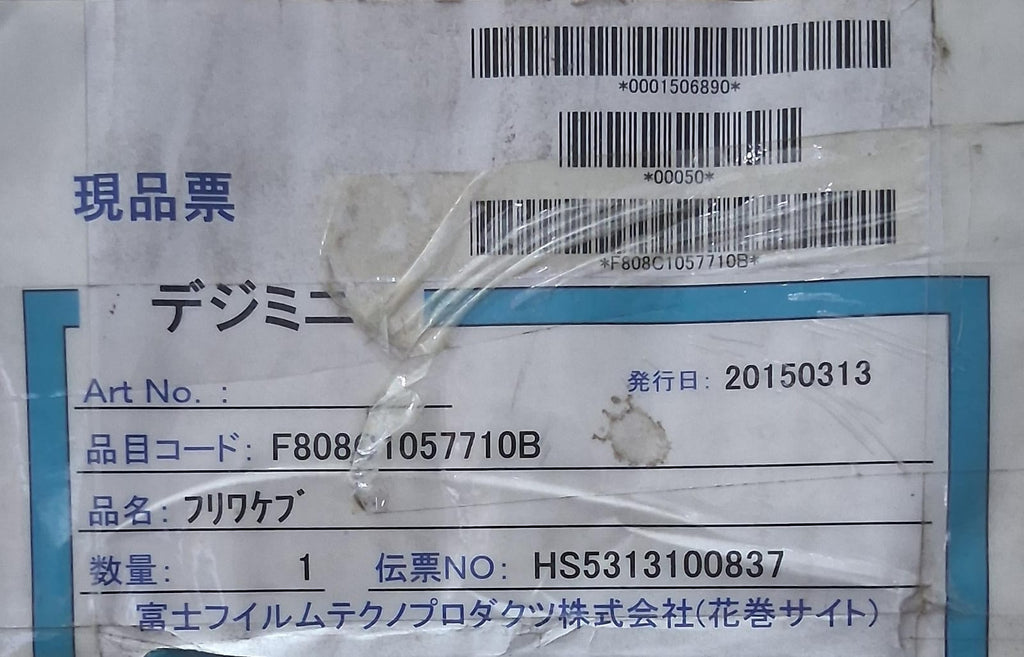 *0001506890*
*00050*
現品票
*F808C1057710B*
デジミニ
Art No. :
発行日: 20150313
品目コード: F808C1057710B
品名: フリワケブ
数量: 1 伝票NO: HS5313100837
富士フイルムテクノプロダクツ株式会社(花巻サイト)